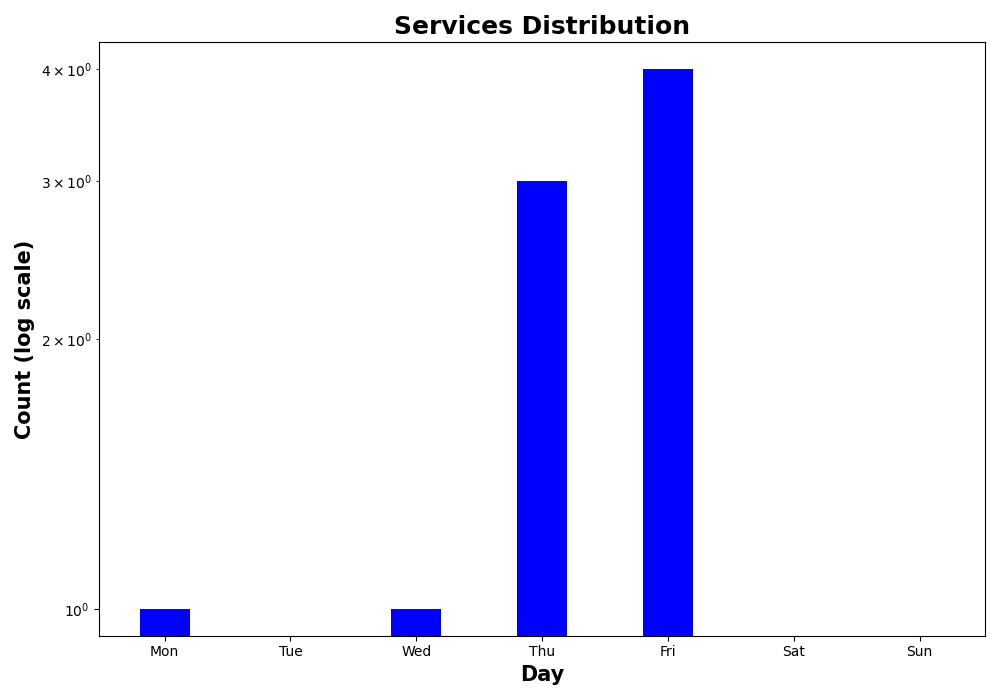 Services Distribution
4 × 10⁰
3 × 10⁰
2 × 10⁰
10⁰
Count (log scale)
Mon Tue Wed Thu Fri Sat Sun
Day